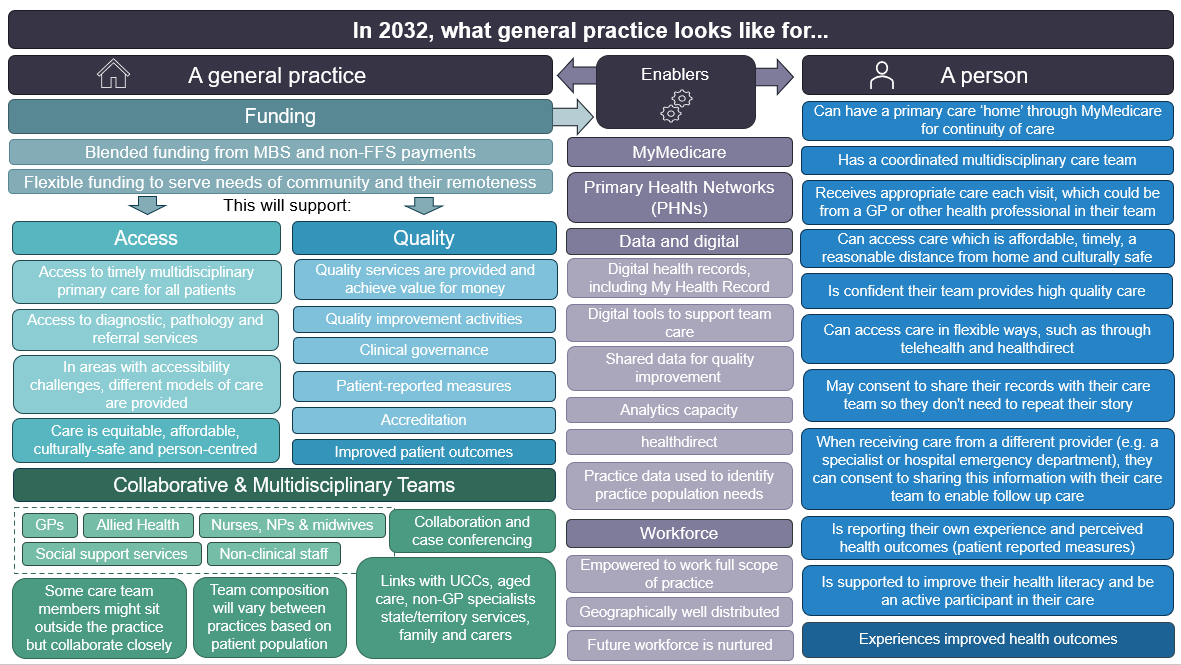 In 2032, what general practice looks like for...
A general practice
Funding
Blended funding from MBS and non-FFS payments
Flexible funding to serve needs of community and their remoteness
This will support:
Access
Access to timely multidisciplinary
primary care for all patients
Access to diagnostic, pathology and
referral services
In areas with accessibility
challenges, different models of care
are provided
Care is equitable, affordable,
culturally-safe and person-centred
Quality
Quality services are provided and
achieve value for money
Quality improvement activities
Clinical governance
Patient-reported measures
Accreditation
Improved patient outcomes
Collaborative & Multidisciplinary Teams
GPs
Allied Health
Nurses, NPs & midwives
Social support services
Non-clinical staff
Collaboration and
case conferencing
Some care team
members might sit
outside the practice
but collaborate closely
Team composition
will vary between
practices based on
patient population
Links with UCCs, aged
care, non-GP specialists
state/territory services,
family and carers
Enablers
MyMedicare
Primary Health Networks
(PHNs)
Data and digital
Digital health records,
including My Health Record
Digital tools to support team
care
Shared data for quality
improvement
Analytics capacity
healthdirect
Practice data used to identify
practice population needs
Workforce
Empowered to work full scope
of practice
Geographically well distributed
Future workforce is nurtured
A person
Can have a primary care ‘home’ through MyMedicare
for continuity of care
Has a coordinated multidisciplinary care team
Receives appropriate care each visit, which could be
from a GP or other health professional in their team
Can access care which is affordable, timely, a
reasonable distance from home and culturally safe
Is confident their team provides high quality care
Can access care in flexible ways, such as through
telehealth and healthdirect
May consent to share their records with their care
team so they don't need to repeat their story
When receiving care from a different provider (e.g. a
specialist or hospital emergency department), they
can consent to sharing this information with their care
team to enable follow up care
Is reporting their own experience and perceived
health outcomes (patient reported measures)
Is supported to improve their health literacy and be
an active participant in their care
Experiences improved health outcomes